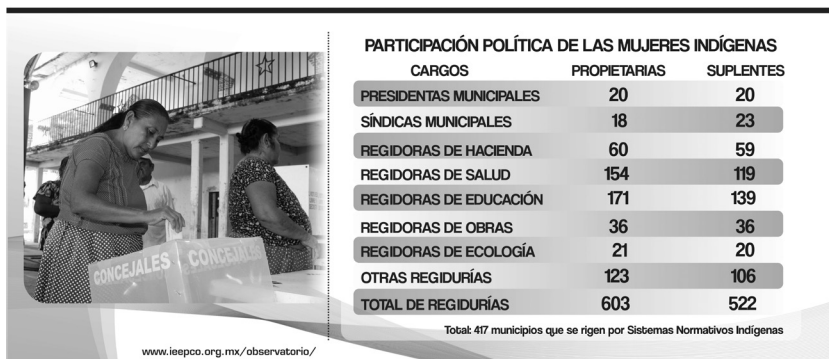 PARTICIPACIÓN POLÍTICA DE LAS MUJERES INDÍGENAS
CARGOS PROPIETARIAS SUPLENTES
PRESIDENTAS MUNICIPALES 20 20
SÍNDICAS MUNICIPALES 18 23
REGIDORAS DE HACIENDA 60 59
REGIDORAS DE SALUD 154 119
REGIDORAS DE EDUCACIÓN 171 139
REGIDORAS DE OBRAS 36 36
REGIDORAS DE ECOLOGÍA 21 20
OTRAS REGIDURÍAS 123 106
TOTAL DE REGIDURÍAS 603 522
Total: 417 municipios que se rigen por Sistemas Normativos Indígenas
CONCEJALES CONCEJALES
www.ieepco.org.mx/observatorio/